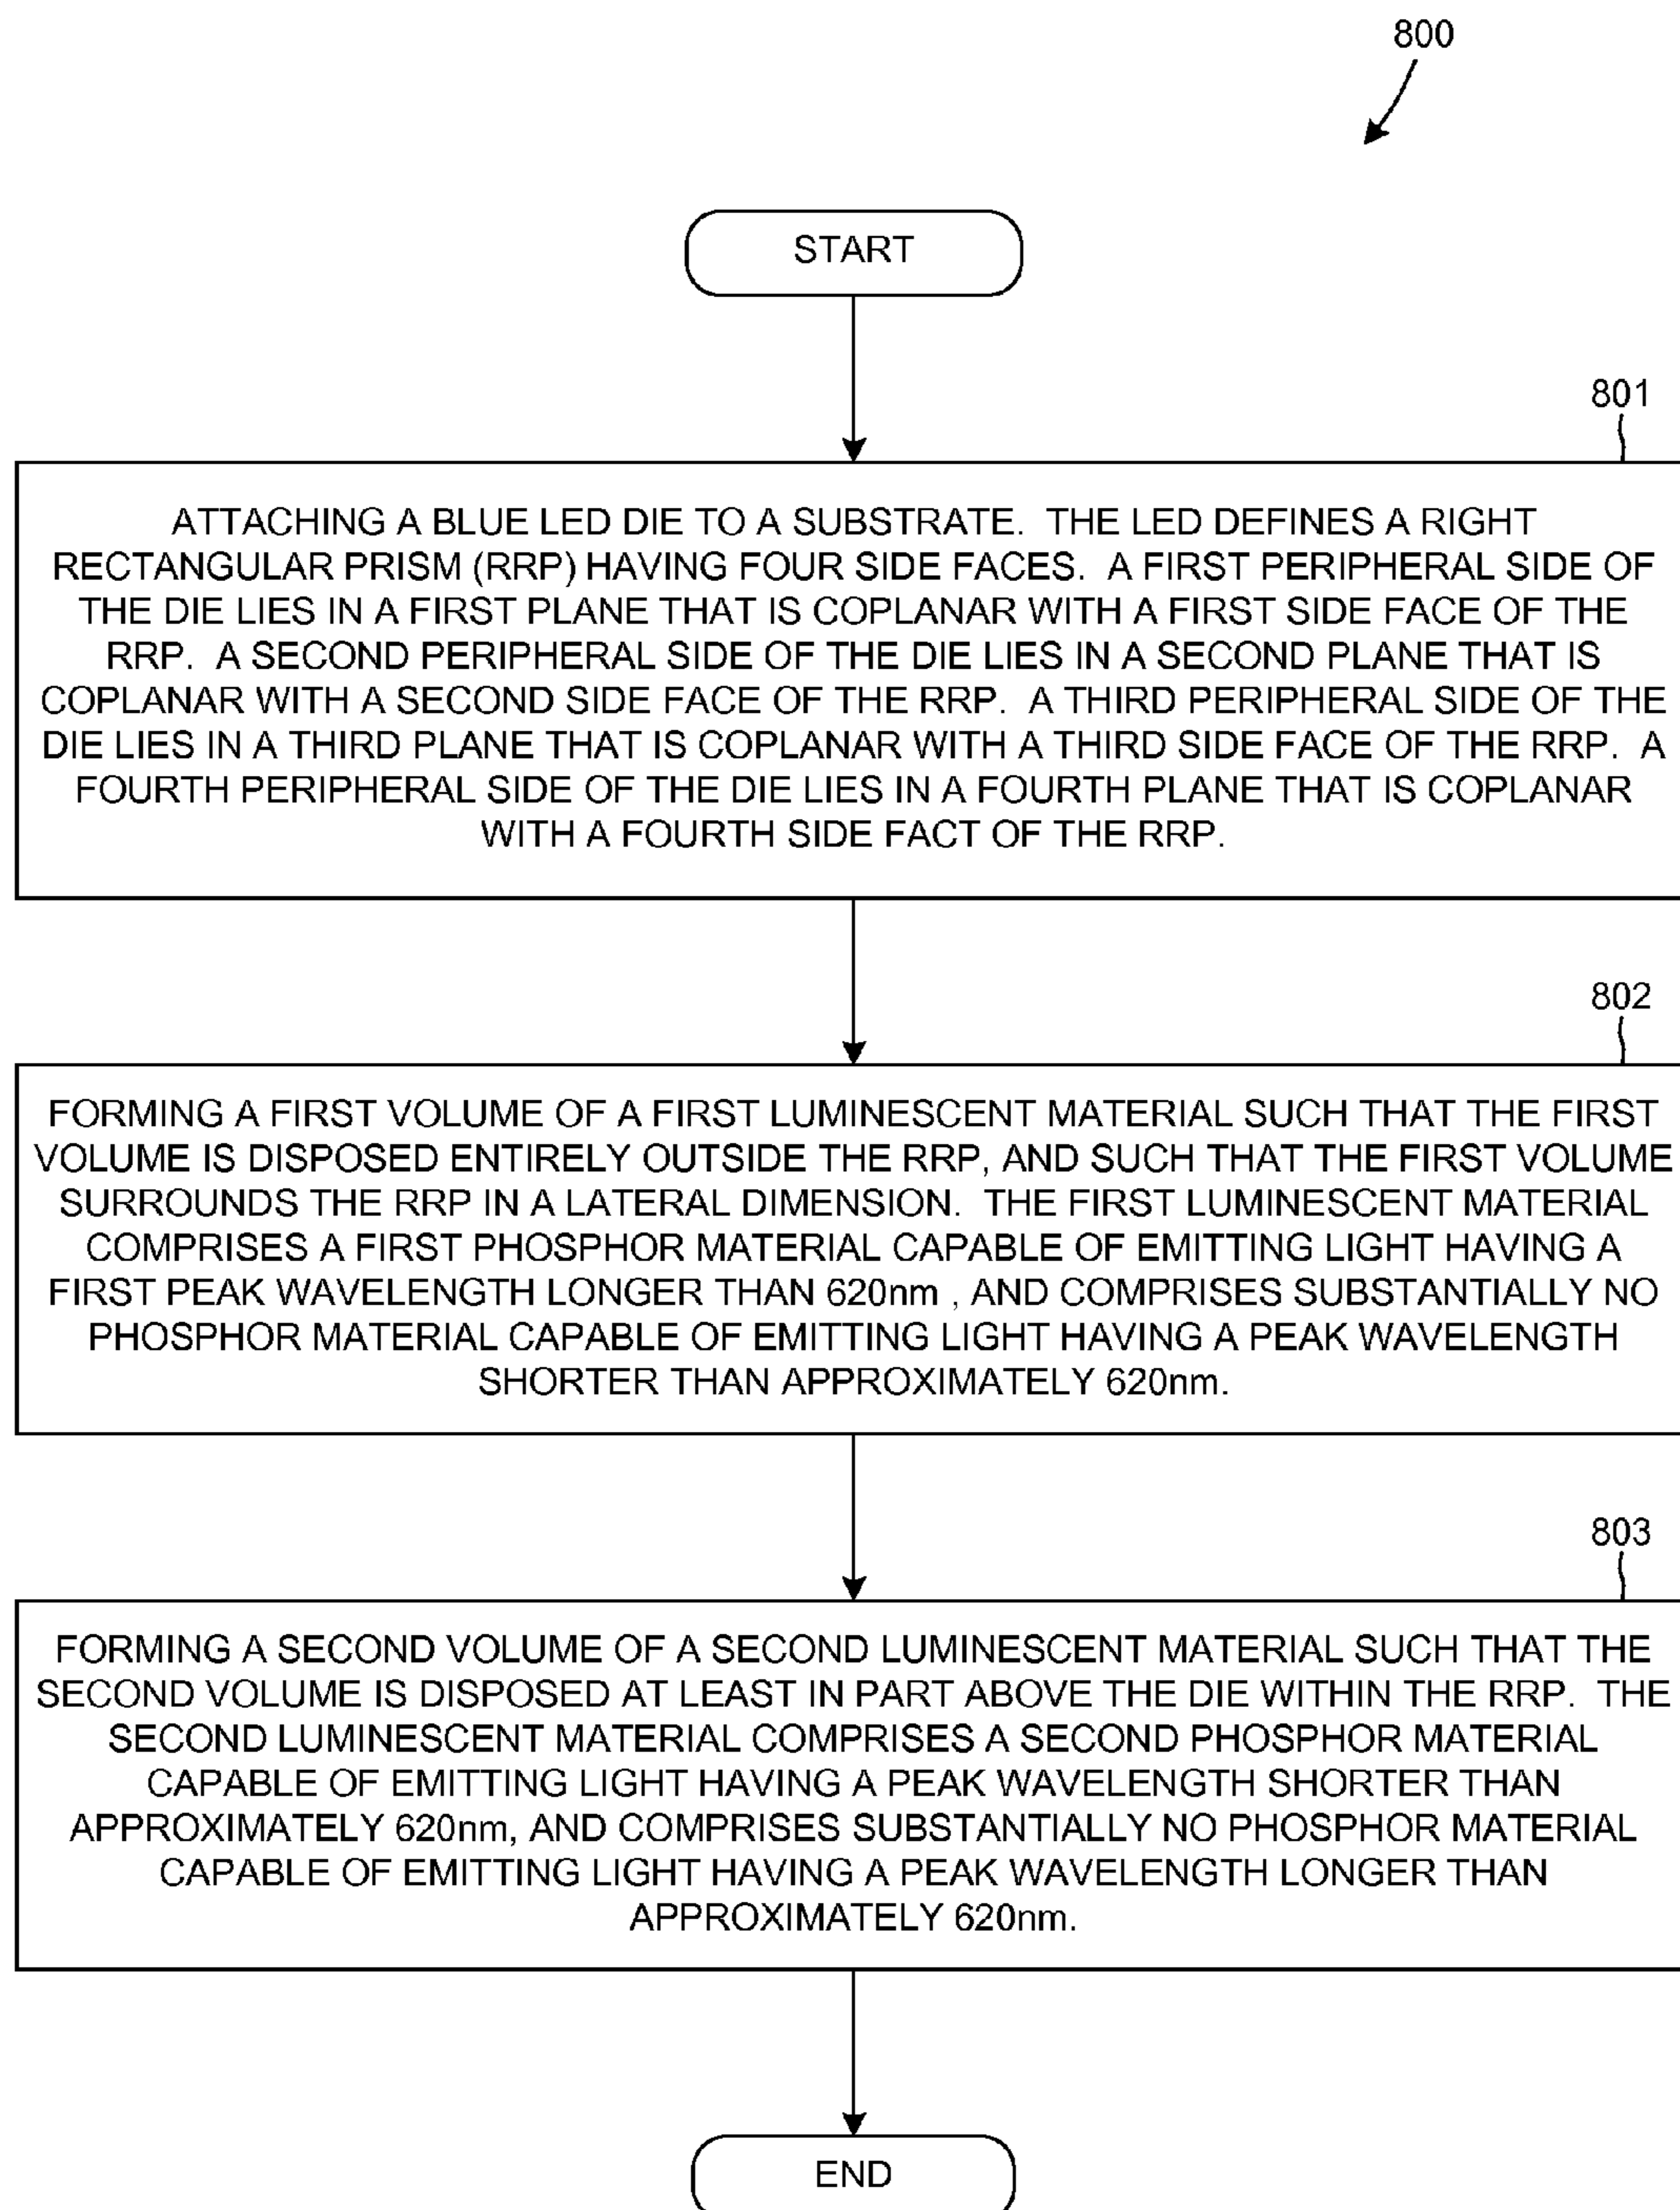 800
START
801
ATTACHING A BLUE LED DIE TO A SUBSTRATE. THE LED DEFINES A RIGHT
RECTANGULAR PRISM (RRP) HAVING FOUR SIDE FACES. A FIRST PERIPHERAL SIDE OF
THE DIE LIES IN A FIRST PLANE THAT IS COPLANAR WITH A FIRST SIDE FACE OF THE
RRP. A SECOND PERIPHERAL SIDE OF THE DIE LIES IN A SECOND PLANE THAT IS
COPLANAR WITH A SECOND SIDE FACE OF THE RRP. A THIRD PERIPHERAL SIDE OF THE
DIE LIES IN A THIRD PLANE THAT IS COPLANAR WITH A THIRD SIDE FACE OF THE RRP. A
FOURTH PERIPHERAL SIDE OF THE DIE LIES IN A FOURTH PLANE THAT IS COPLANAR
WITH A FOURTH SIDE FACT OF THE RRP.
802
FORMING A FIRST VOLUME OF A FIRST LUMINESCENT MATERIAL SUCH THAT THE FIRST
VOLUME IS DISPOSED ENTIRELY OUTSIDE THE RRP, AND SUCH THAT THE FIRST VOLUME
SURROUNDS THE RRP IN A LATERAL DIMENSION. THE FIRST LUMINESCENT MATERIAL
COMPRISES A FIRST PHOSPHOR MATERIAL CAPABLE OF EMITTING LIGHT HAVING A
FIRST PEAK WAVELENGTH LONGER THAN 620nm , AND COMPRISES SUBSTANTIALLY NO
PHOSPHOR MATERIAL CAPABLE OF EMITTING LIGHT HAVING A PEAK WAVELENGTH
SHORTER THAN APPROXIMATELY 620nm.
803
FORMING A SECOND VOLUME OF A SECOND LUMINESCENT MATERIAL SUCH THAT THE
SECOND VOLUME IS DISPOSED AT LEAST IN PART ABOVE THE DIE WITHIN THE RRP. THE
SECOND LUMINESCENT MATERIAL COMPRISES A SECOND PHOSPHOR MATERIAL
CAPABLE OF EMITTING LIGHT HAVING A PEAK WAVELENGTH SHORTER THAN
APPROXIMATELY 620nm, AND COMPRISES SUBSTANTIALLY NO PHOSPHOR MATERIAL
CAPABLE OF EMITTING LIGHT HAVING A PEAK WAVELENGTH LONGER THAN
APPROXIMATELY 620nm.
END